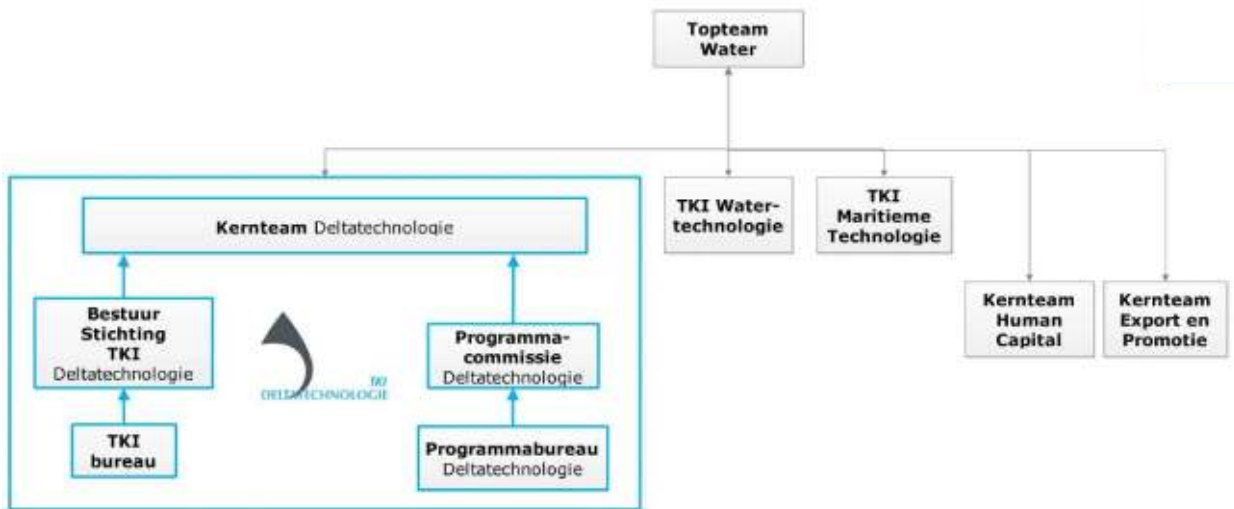 Topteam
Water
Kernteam Deltatechnologie
TKI Water-
technologie
TKI
Maritieme
Technologie
Bestuur
Stichting
TKI
Deltatechnologie
Programma-
commissie
Deltatechnologie
Kernteam
Human
Capital
Kernteam
Export en
Promotie
TKI
DELTATECHNOLOGIE
TKI
bureau
Programmabureau
Deltatechnologie